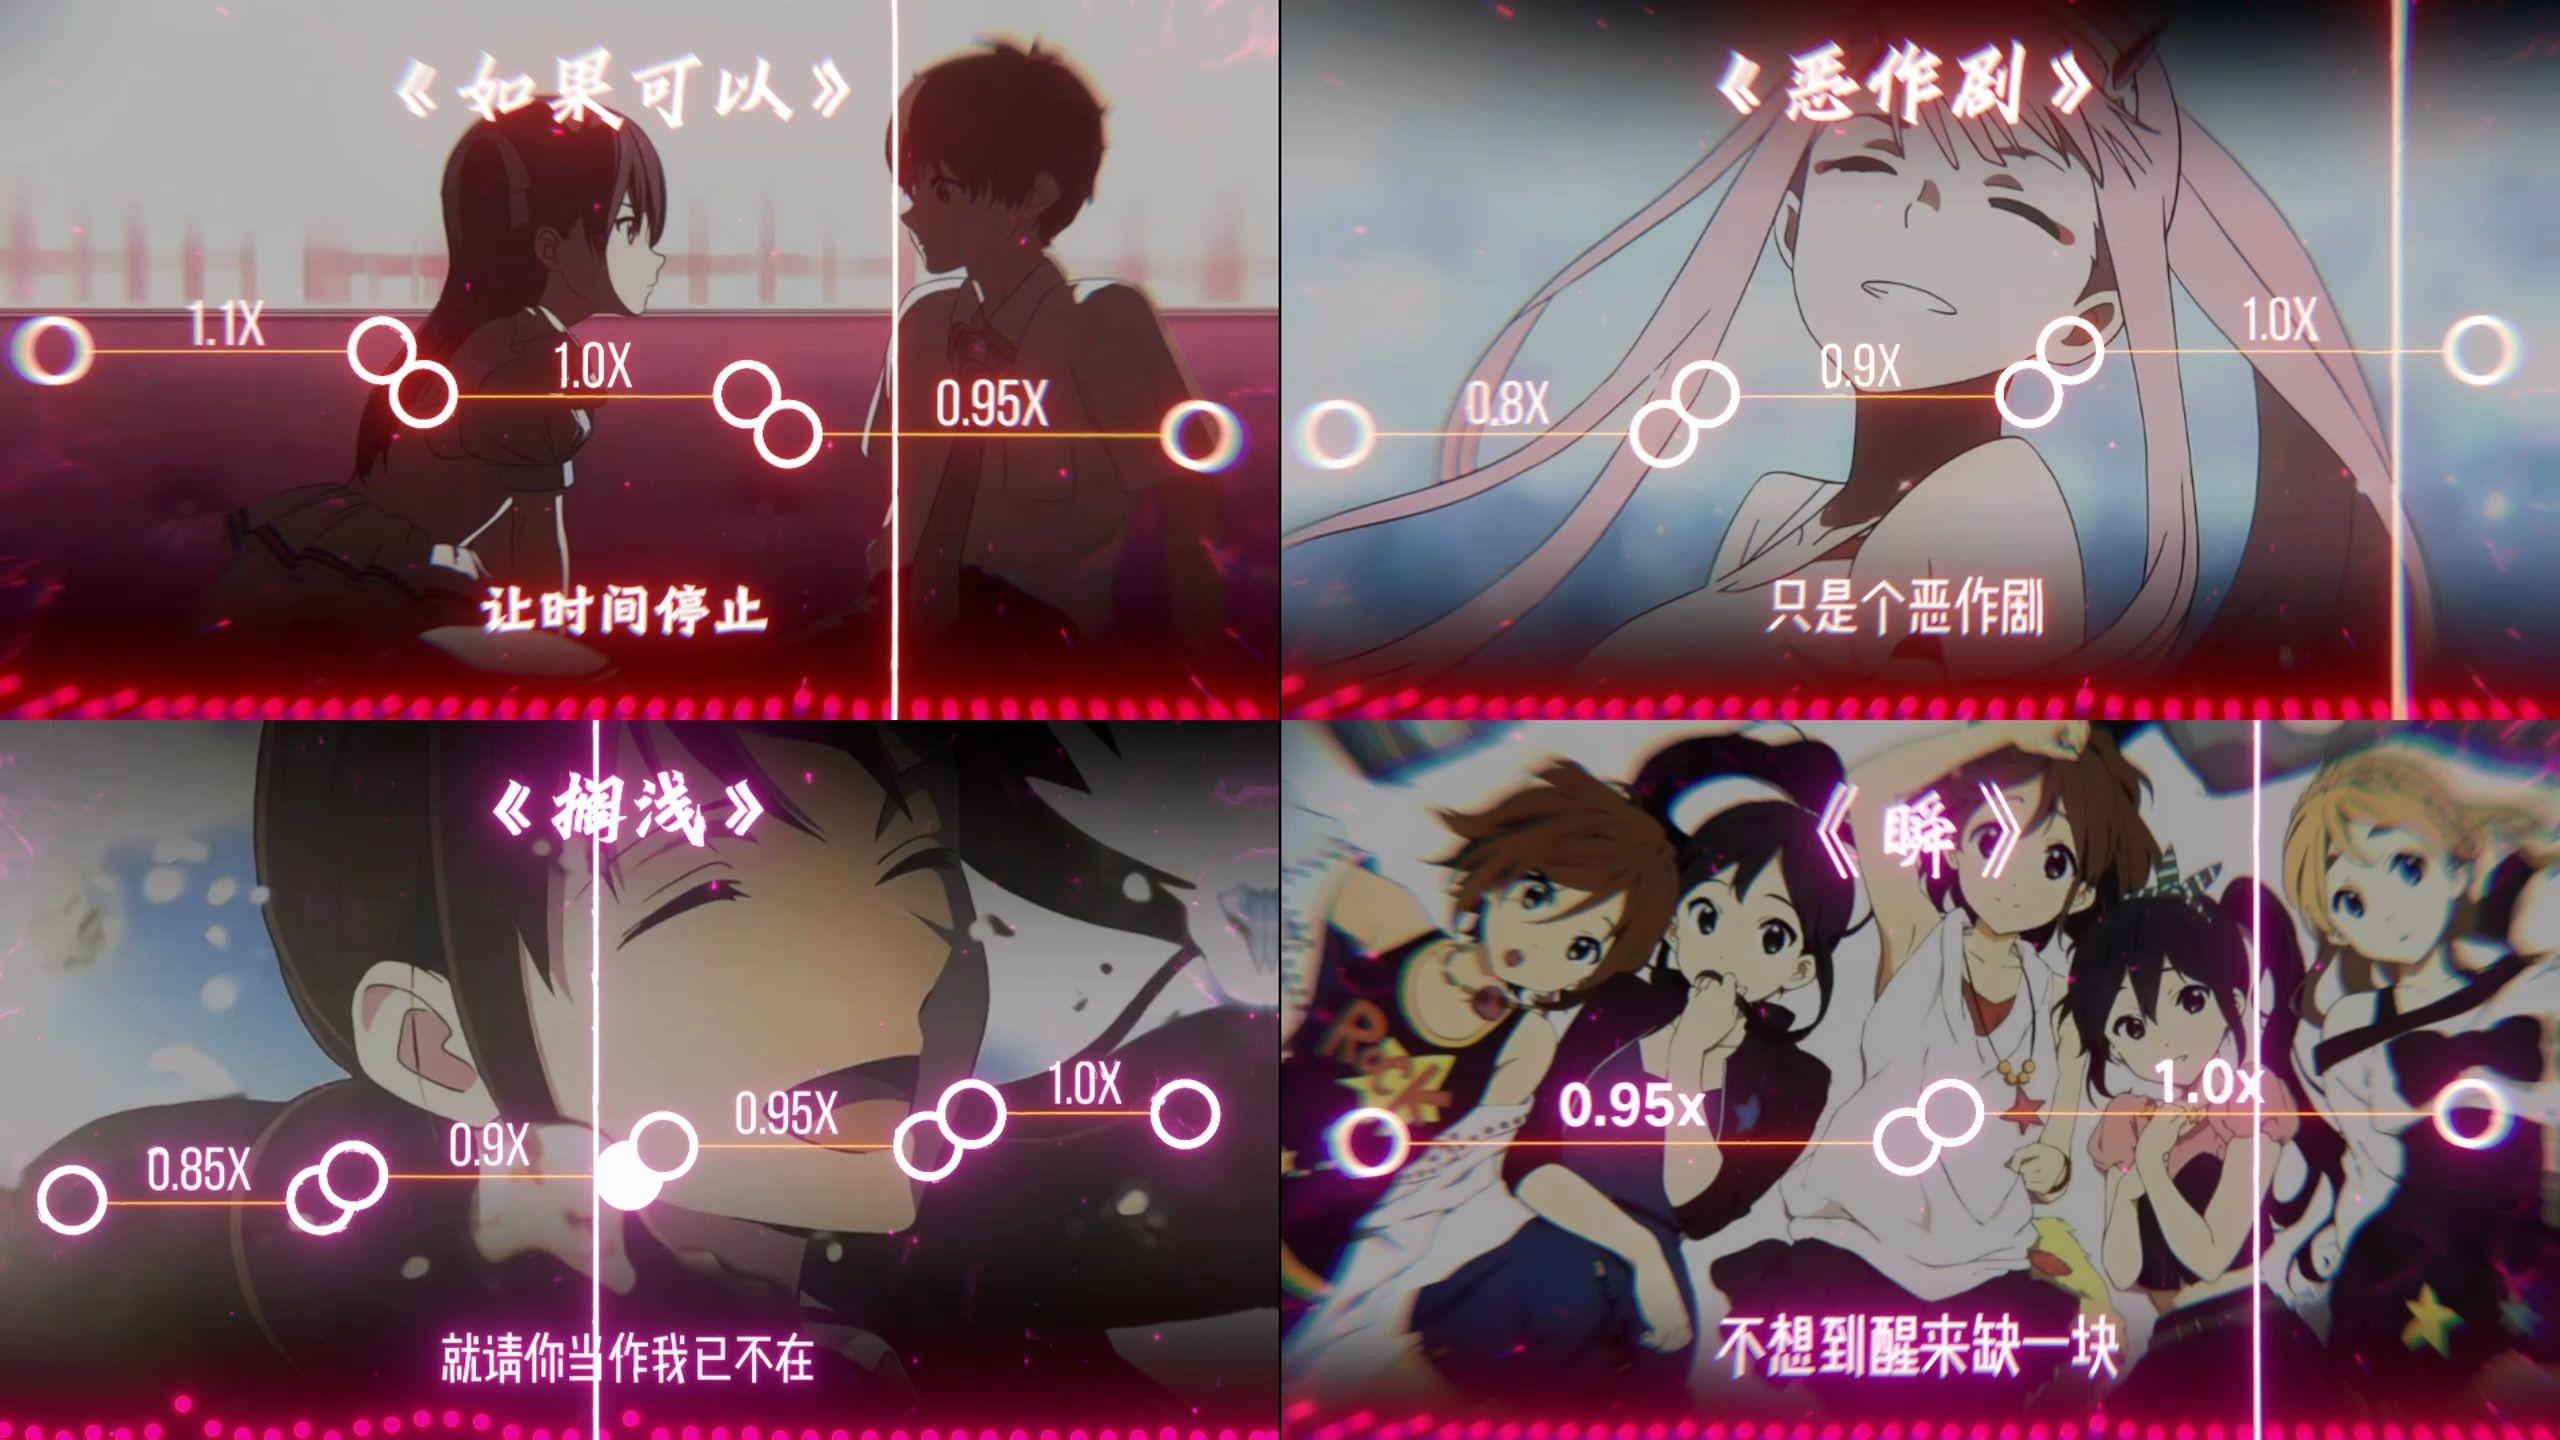 《如果可以》
1.1X
1.0X
0.95X
让时间停止
《恶作剧》
0.8X
0.9X
1.0X
只是个恶作剧
《搁浅》
0.85X
0.9X
0.95X
1.0X
就请你当作我已不在
《瞬》
Rock
0.95x
1.0x
不想到醒来缺一块